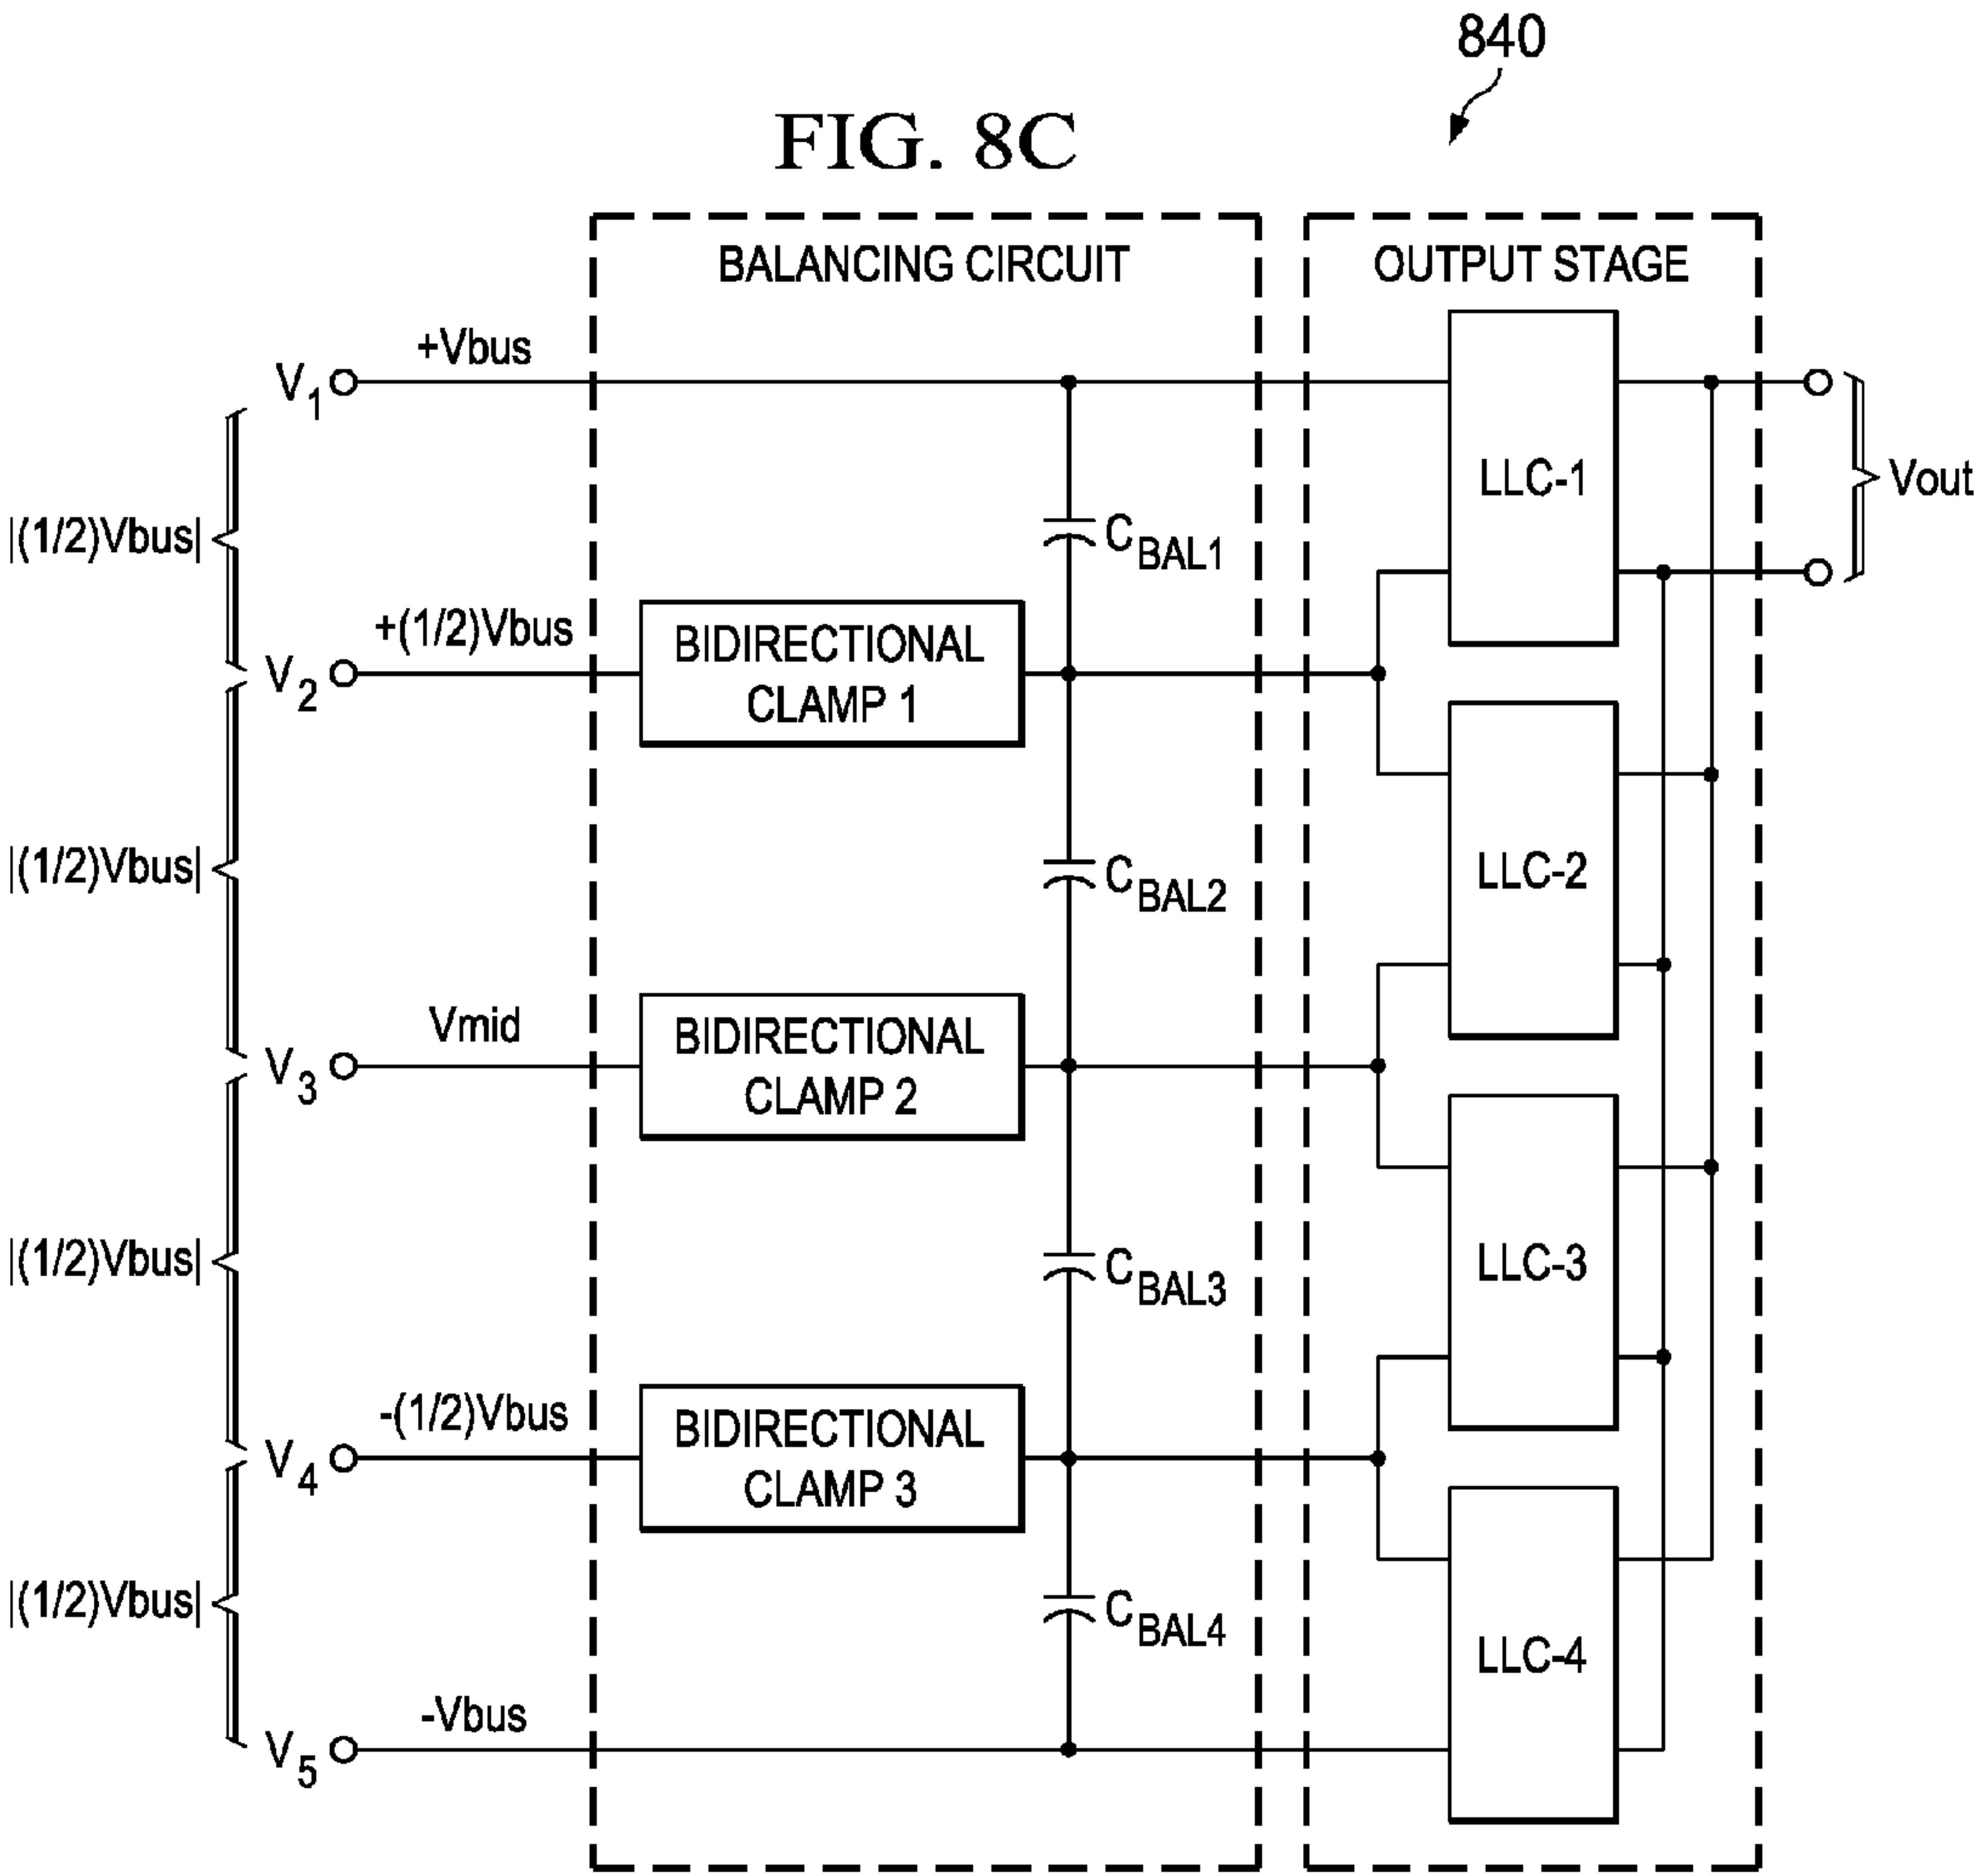 840
FIG. 8C
BALANCING CIRCUIT
OUTPUT STAGE
+Vbus
V1
LLC-1
Vout
|(1/2)Vbus|
CBAL1
+(1/2)Vbus
V2
BIDIRECTIONAL
CLAMP 1
|(1/2)Vbus|
CBAL2
LLC-2
Vmid
V3
BIDIRECTIONAL
CLAMP 2
|(1/2)Vbus|
CBAL3
LLC-3
-(1/2)Vbus
V4
BIDIRECTIONAL
CLAMP 3
|(1/2)Vbus|
CBAL4
LLC-4
-Vbus
V5